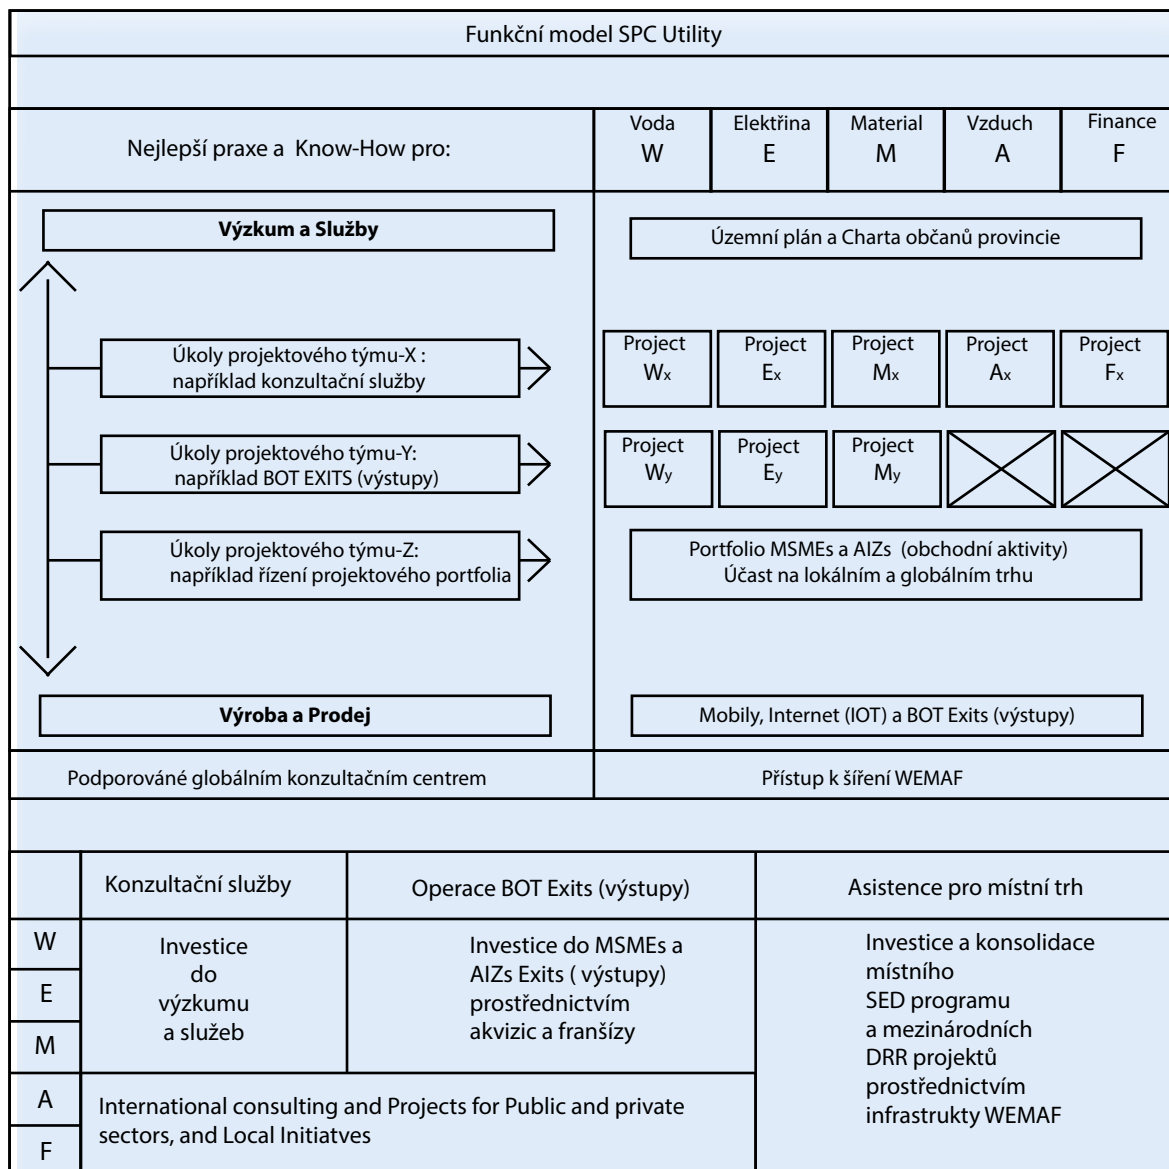 Funkční model SPC Utility
Nejlepší praxe a Know-How pro:
Voda
W
Elektřina
E
Material
M
Vzduch
A
Finance
F
Výzkum a Služby
Územní plán a Charta občanů provincie
Úkoly projektového týmu-X :
například konzultační služby
Project
Wx
Project
Ex
Project
Mx
Project
Ax
Project
Fx
Úkoly projektového týmu-Y:
například BOT EXITS (výstupy)
Project
Wy
Project
Ey
Project
My
Úkoly projektového týmu-Z:
například řízení projektového portfolia
Portfolio MSMEs a AIZs (obchodní aktivity)
Účast na lokálním a globálním trhu
Výroba a Prodej
Mobily, Internet (IOT) a BOT Exits (výstupy)
Podporováné globálním konzultačním centrem
Přístup k šíření WEMAF
Konzultační služby
Operace BOT Exits (výstupy)
Asistence pro místní trh
W
E
M
A
F
Investice
do
výzkumu
a služeb
Investice do MSMEs a
AIZs Exits ( výstupy)
prostřednictvím
akvizic a franšízy
Investice a konsolidace
místního
SED programu
a mezinárodních
DRR projektů
prostřednictvím
infrastrukty WEMAF
International consulting and Projects for Public and private
sectors, and Local Initiatves